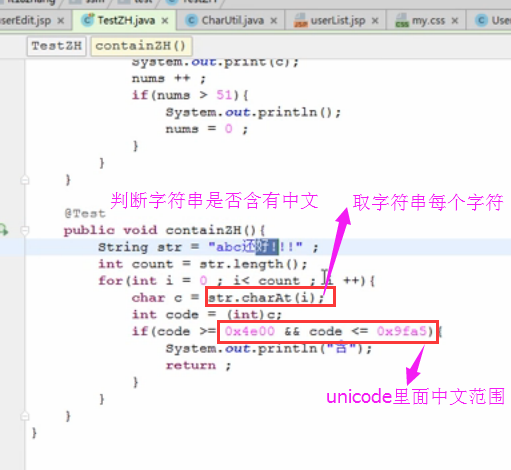 userEdit.jsp TestZH.java CharUtil.jsva userList.jsp my.css Use
TestZH containZH()
System.out.print(c);
nums ++ ;
if(nums > 51){
System.out.println();
nums = 0 ;
}
}
}
判断字符串是否含有中文 取字符串每个字符
@Test
public void containZH(){
String str = "abc还好!!!" ;
int count = str.length();
for(int i = 0 ; i< count ; i ++){
char c = str.charAt(i);
int code = (int)c;
if(code >= 0x4e00 && code <= 0x9fa5){
System.out.println("含");
return ;
}
unicode里面中文范围
}
}
}